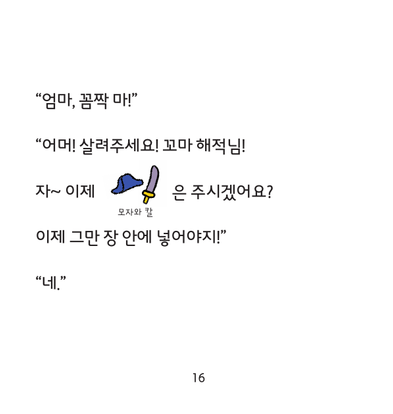 “엄마, 꼼짝 마!”
“어머! 살려주세요! 꼬마 해적님!
자~ 이제 은 주시겠어요?
모자와 칼
이제 그만 장 안에 넣어야지!”
“네.”
16